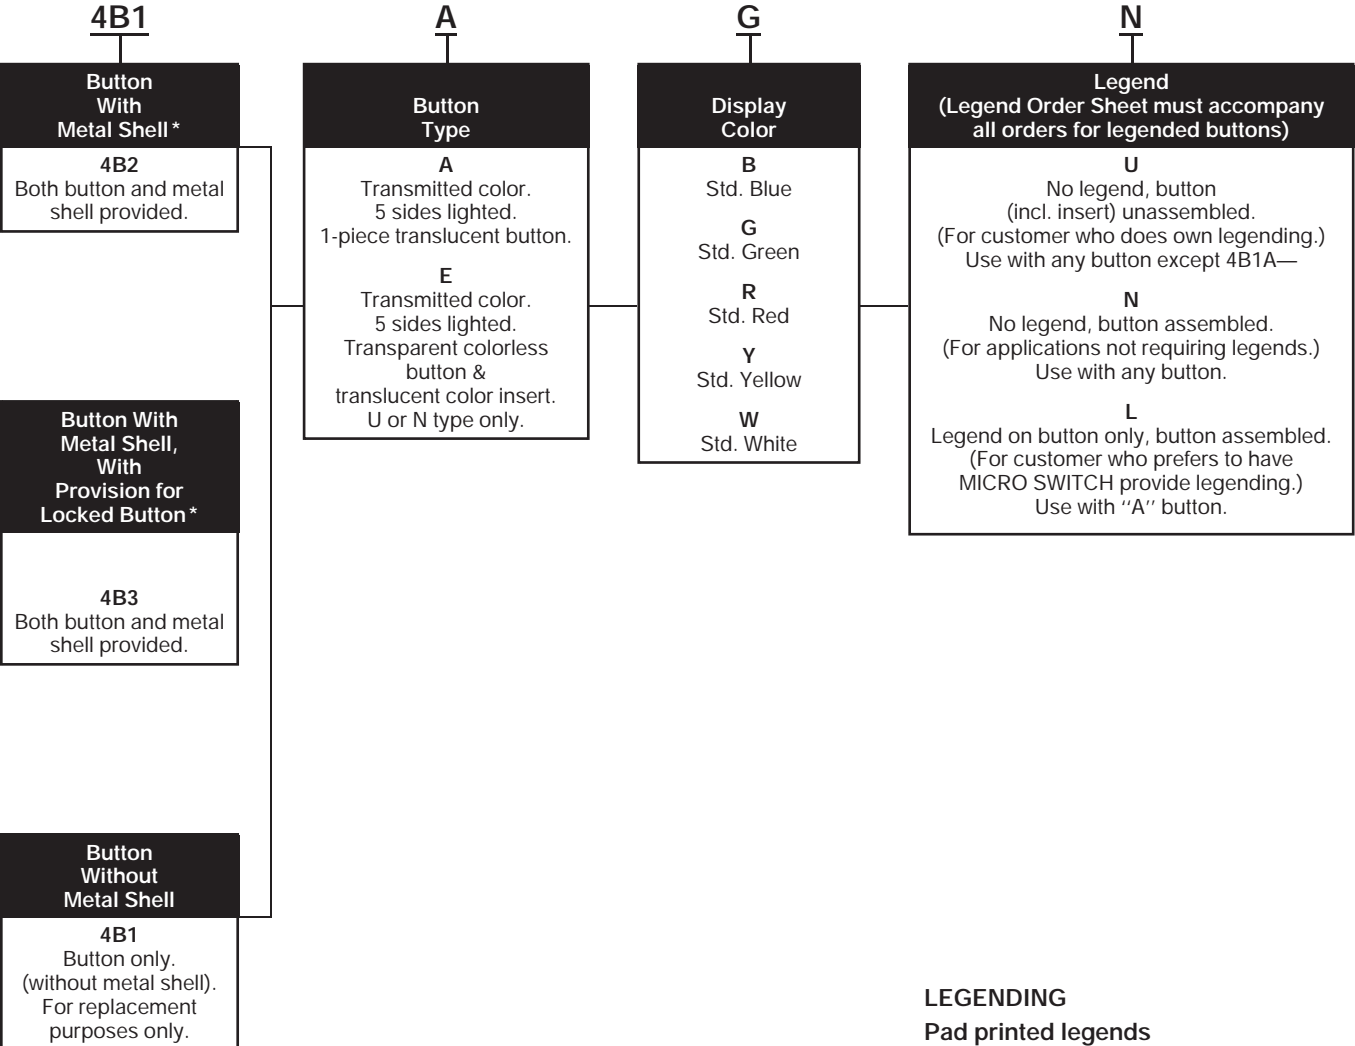 4B1
A
G
N
Button
With
Metal Shell*
4B2
Both button and metal
shell provided.
Button With
Metal Shell,
With
Provision for
Locked Button*
4B3
Both button and metal
shell provided.
Button
Without
Metal Shell
4B1
Button only.
(without metal shell).
For replacement
purposes only.
Button
Type
A
Transmitted color.
5 sides lighted.
1-piece translucent button.
E
Transmitted color.
5 sides lighted.
Transparent colorless
button &
translucent color insert.
U or N type only.
Display
Color
B
Std. Blue
G
Std. Green
R
Std. Red
Y
Std. Yellow
W
Std. White
Legend
(Legend Order Sheet must accompany
all orders for legended buttons)
U
No legend, button
(incl. insert) unassembled.
(For customer who does own legending.)
Use with any button except 4B1A—
N
No legend, button assembled.
(For applications not requiring legends.)
Use with any button.
L
Legend on button only, button assembled.
(For customer who prefers to have
MICRO SWITCH provide legending.)
Use with ‘‘A’’ button.
LEGENDING
Pad printed legends